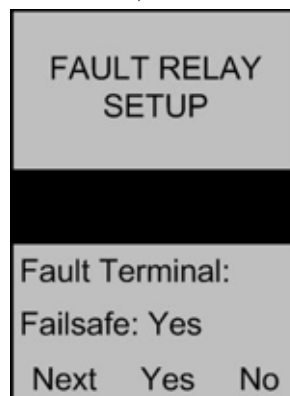 FAULT RELAY
SETUP
Fault Terminal:
Failsafe: Yes
Next Yes No